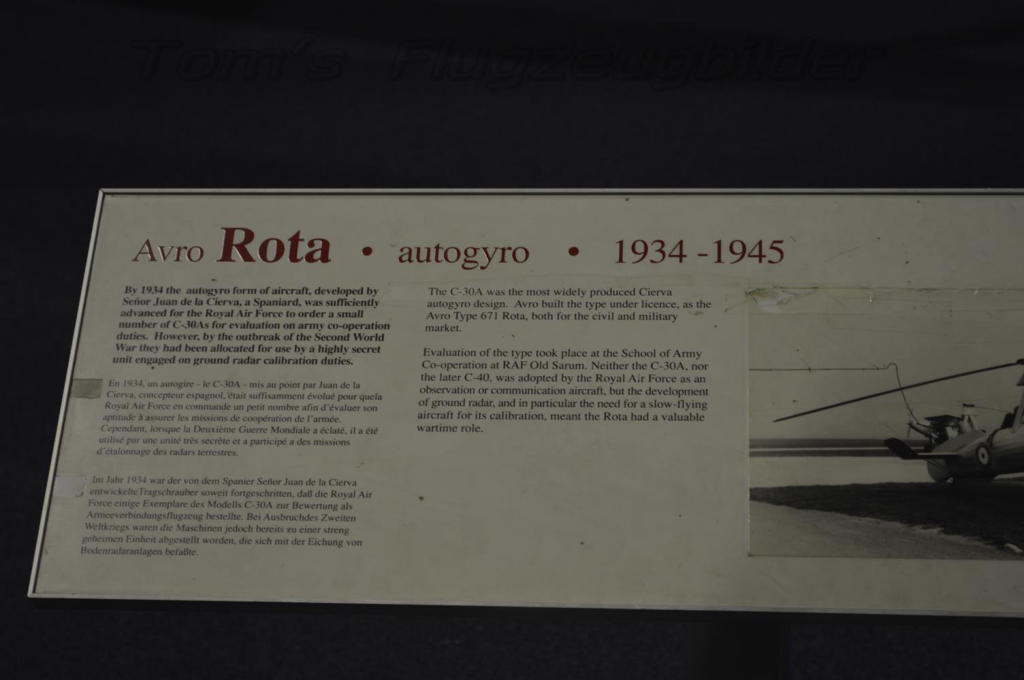 Tom's Flugzeugbilder
Avro Rota • autogyro • 1934 - 1945
By 1934 the autogyro form of aircraft, developed by
Señor Juan de la Cierva, a Spaniard, was sufficiently
advanced for the Royal Air Force to order a small
number of C-30As for evaluation on army co-operation
duties. However, by the outbreak of the Second World
War they had been allocated for use by a highly secret
unit engaged on ground radar calibration duties.
En 1934, un autogire - le C-30A - mis au point par Juan de la
Cierva, concepteur espagnol, était suffisamment évolué pour quela
Royal Air Force en commande un petit nombre afin d'évaluer son
aptitude à assurer les missions de coopération de l'armée.
Cependant, lorsque la Deuxième Guerre Mondiale a éclaté, il a été
utilisé par une unité très secrète et a participé a des missions
d'étalonnage des radars terrestres.
Im Jahr 1934 war der von dem Spanier Señor Juan de la Cierva
entwickelte Tragschrauber soweit fortgeschritten, daß die Royal Air
Force einige Exemplare des Modells C-30A zur Bewertung als
Armeeverbindungsflugzeug bestellte. Bei Ausbruchdes Zweiten
Weltkriegs waren die Maschinen jedoch bereits zu einer streng
geheimen Einheit abgestellt worden, die sich mit der Eichung von
Bodenradaranlagen befaßte.
The C-30A was the most widely produced Cierva
autogyro design. Avro built the type under licence, as the
Avro Type 671 Rota, both for the civil and military
market.
Evaluation of the type took place at the School of Army
Co-operation at RAF Old Sarum. Neither the C-30A, nor
the later C-40, was adopted by the Royal Air Force as an
observation or communication aircraft, but the development
of ground radar, and in particular the need for a slow-flying
aircraft for its calibration, meant the Rota had a valuable
wartime role.